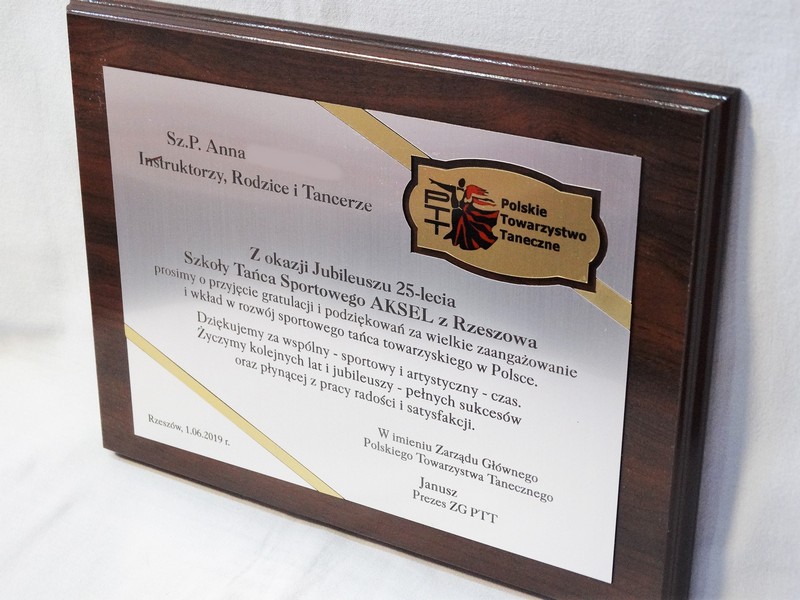 Sz.P. Anna
Instruktorzy, Rodzice i Tancerze
PTT
Polskie
Towarzystwo
Taneczne
Z okazji Jubileuszu 25-lecia
Szkoły Tańca Sportowego AKSEL z Rzeszowa
prosimy o przyjęcie gratulacji i podziękowań za wielkie zaangażowanie
i wkład w rozwój sportowego tańca towarzyskiego w Polsce.
Dziękujemy za wspólny - sportowy i artystyczny - czas.
Życzymy kolejnych lat i jubileuszy - pełnych sukcesów
oraz płynącej z pracy radości i satysfakcji.
Rzeszów, 1.06.2019 r.
W imieniu Zarządu Głównego
Polskiego Towarzystwa Tanecznego
Janusz
Prezes ZG PTT